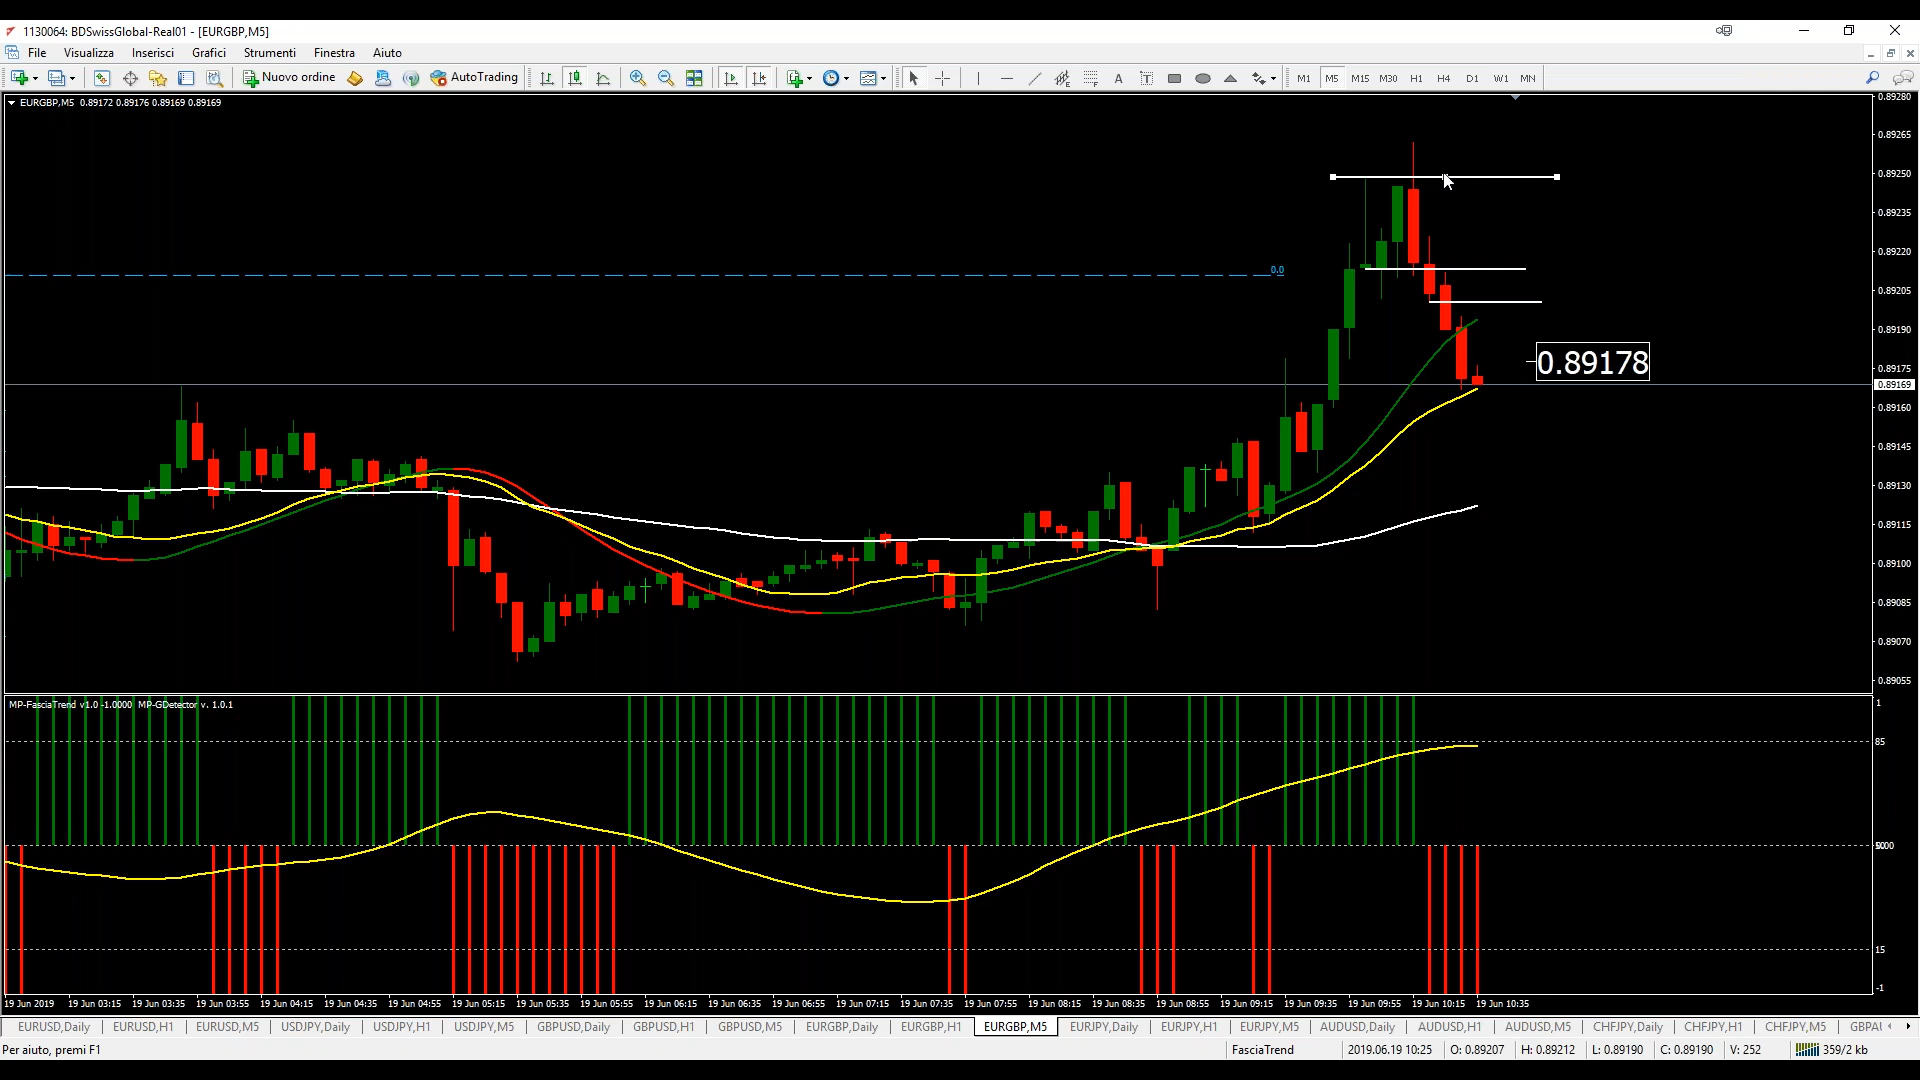 1130064: BDSwissGlobal-Real01 - [EURGBP,M5]
File Visualizza Inserisci Grafici Strumenti Finestra Aiuto
Nuovo ordine AutoTrading A T M1 M5 M15 M30 H1 H4 D1 W1 MN
EURGBP,M5 0.89172 0.89176 0.89169 0.89169
0.89280
0.89265
0.89250
0.89235
0.89220
0.0
0.89205
0.89190
0.89178
0.89175
0.89169
0.89160
0.89145
0.89130
0.89115
0.89100
0.89085
0.89070
0.89055
MP-FasciaTrend v1.0 -1.0000 MP-GDetector v. 1.0.1
1
85
15
-1
19 Jun 2019 19 Jun 03:15 19 Jun 03:35 19 Jun 03:55 19 Jun 04:15 19 Jun 04:35 19 Jun 04:55 19 Jun 05:15 19 Jun 05:35 19 Jun 05:55 19 Jun 06:15 19 Jun 06:35 19 Jun 06:55 19 Jun 07:15 19 Jun 07:35 19 Jun 07:55 19 Jun 08:15 19 Jun 08:35 19 Jun 08:55 19 Jun 09:15 19 Jun 09:35 19 Jun 09:55 19 Jun 10:15 19 Jun 10:35
EURUSD,Daily EURUSD,H1 EURUSD,M5 USDJPY,Daily USDJPY,H1 USDJPY,M5 GBPUSD,Daily GBPUSD,H1 GBPUSD,M5 EURGBP,Daily EURGBP,H1 EURGBP,M5 EURJPY,Daily EURJPY,H1 EURJPY,M5 AUDUSD,Daily AUDUSD,H1 AUDUSD,M5 CHFJPY,Daily CHFJPY,H1 CHFJPY,M5 GBPAU
Per aiuto, premi F1 FasciaTrend 2019.06.19 10:25 O: 0.89207 H: 0.89212 L: 0.89190 C: 0.89190 V: 252 359/2 kb